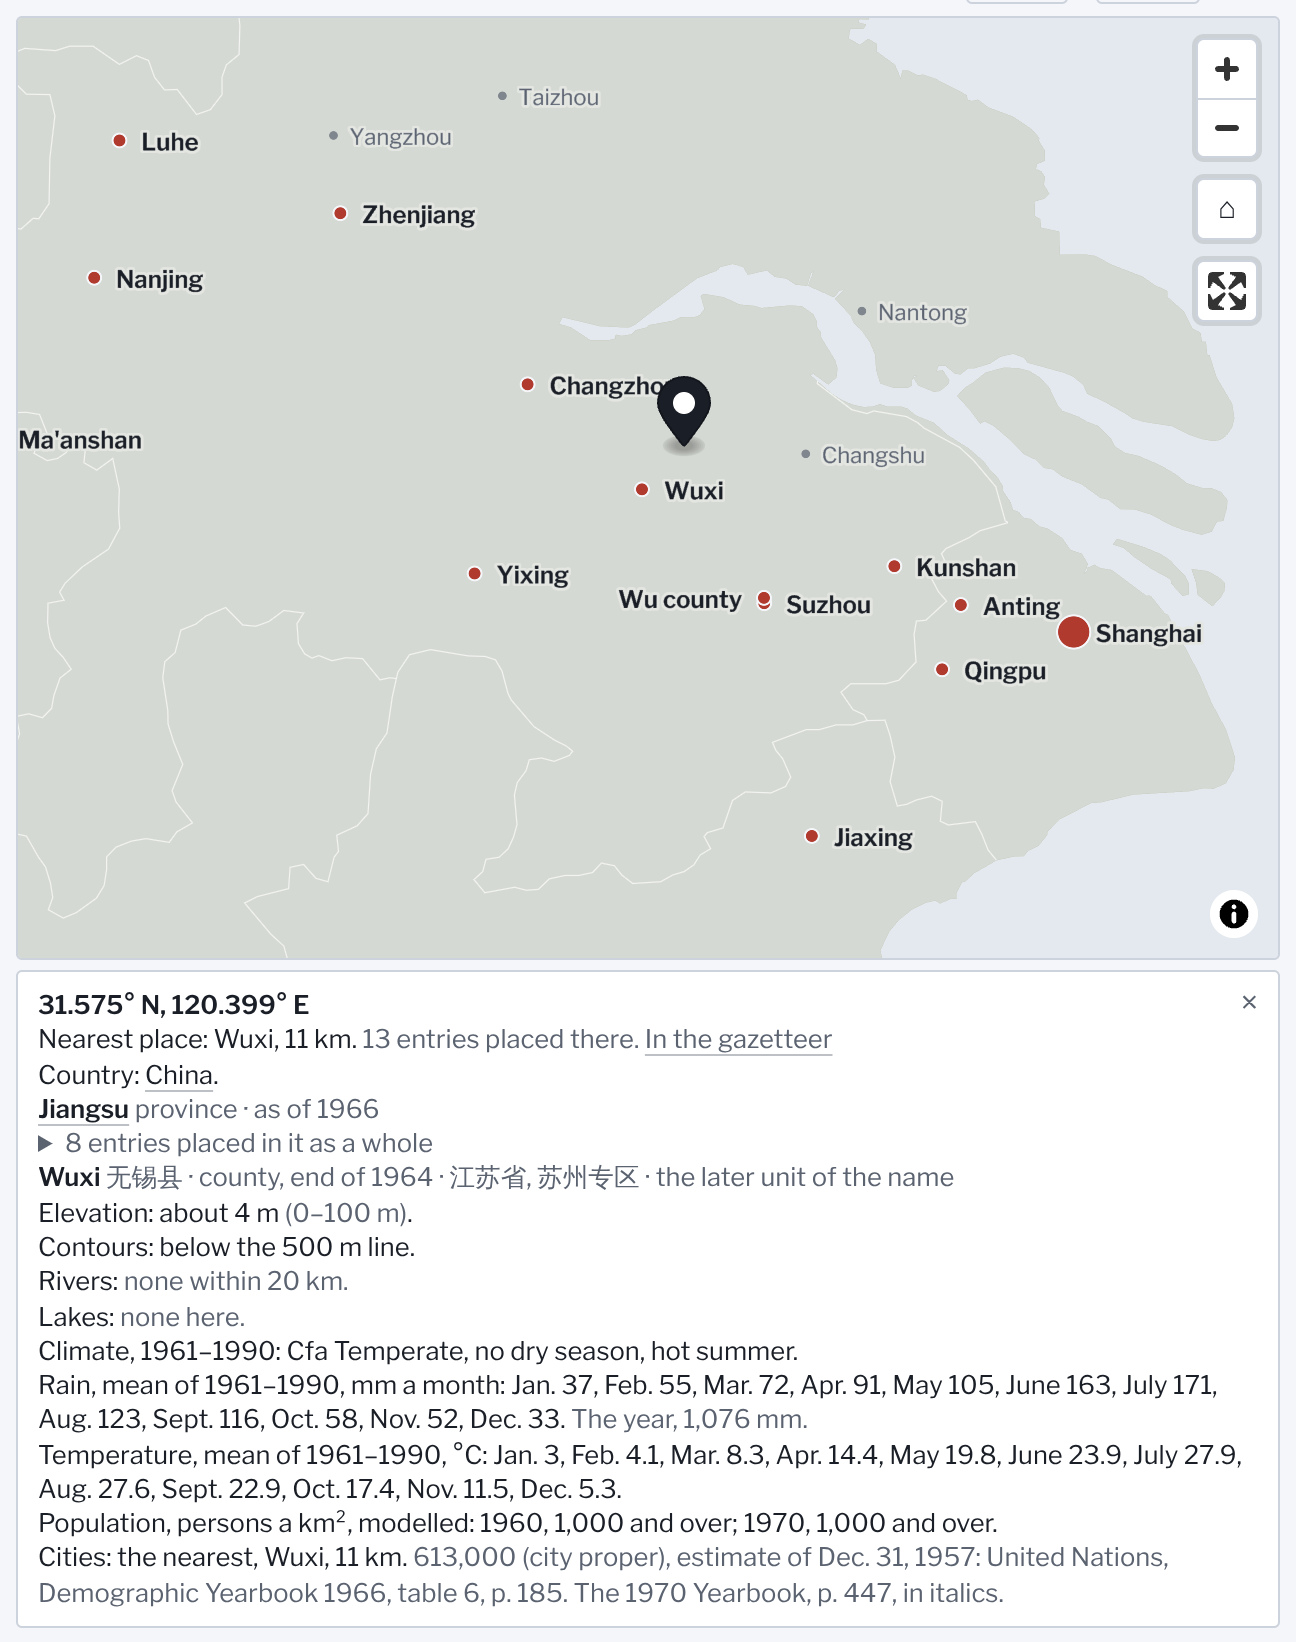 Taizhou
Yangzhou
Luhe
Zhenjiang
Nanjing
Nantong
Changzho
Ma'anshan
Changshu
Wuxi
Kunshan
Yixing
Wu county
Suzhou
Anting
Shanghai
Qingpu
Jiaxing
31.575° N, 120.399° E
Nearest place: Wuxi, 11 km. 13 entries placed there. In the gazetteer
Country: China.
Jiangsu province · as of 1966
8 entries placed in it as a whole
Wuxi 无锡县 · county, end of 1964 · 江苏省, 苏州专区 · the later unit of the name
Elevation: about 4 m (0–100 m).
Contours: below the 500 m line.
Rivers: none within 20 km.
Lakes: none here.
Climate, 1961–1990: Cfa Temperate, no dry season, hot summer.
Rain, mean of 1961–1990, mm a month: Jan. 37, Feb. 55, Mar. 72, Apr. 91, May 105, June 163, July 171,
Aug. 123, Sept. 116, Oct. 58, Nov. 52, Dec. 33. The year, 1,076 mm.
Temperature, mean of 1961–1990, °C: Jan. 3, Feb. 4.1, Mar. 8.3, Apr. 14.4, May 19.8, June 23.9, July 27.9,
Aug. 27.6, Sept. 22.9, Oct. 17.4, Nov. 11.5, Dec. 5.3.
Population, persons a km², modelled: 1960, 1,000 and over; 1970, 1,000 and over.
Cities: the nearest, Wuxi, 11 km. 613,000 (city proper), estimate of Dec. 31, 1957: United Nations,
Demographic Yearbook 1966, table 6, p. 185. The 1970 Yearbook, p. 447, in italics.